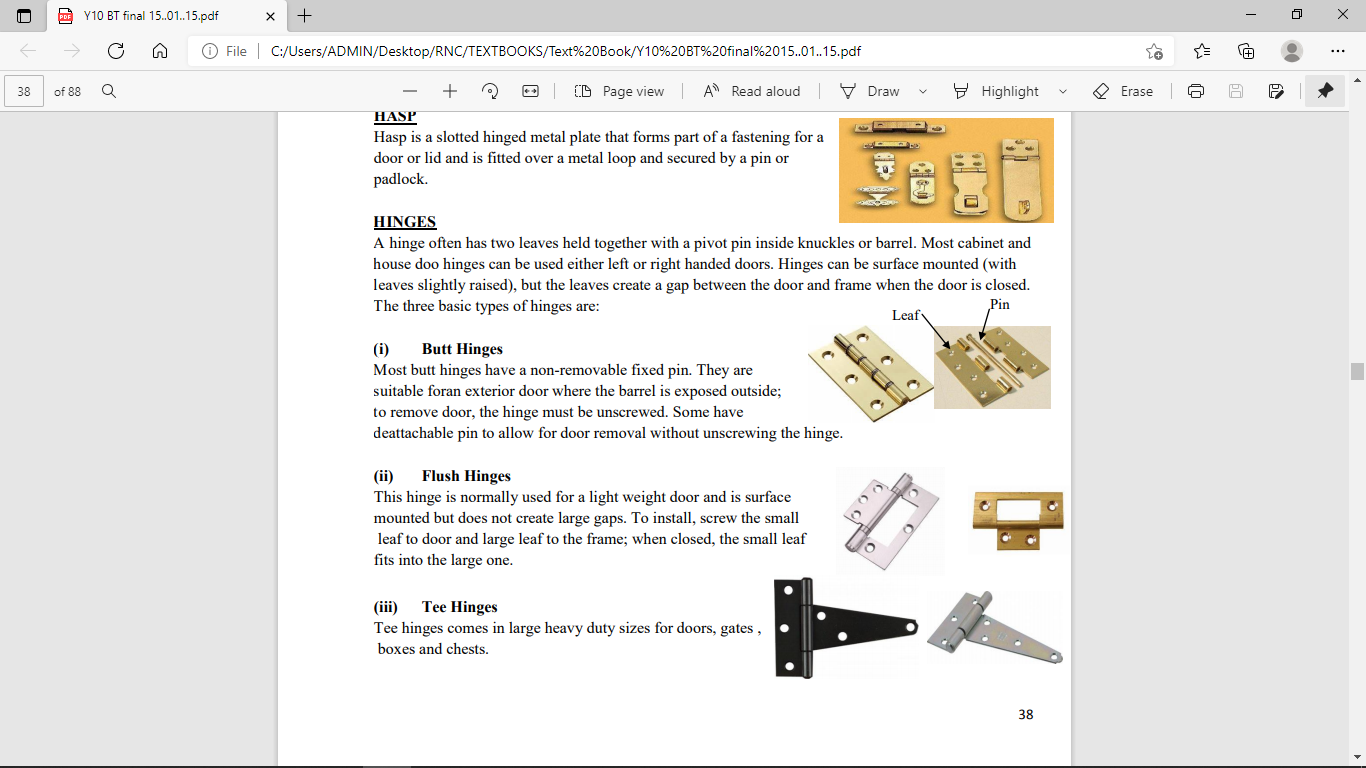 Y10 BT final 15..01..15.pdf
File
C:/Users/ADMIN/Desktop/RNC/TEXTBOOKS/Text%20Book/Y10%20BT%20final%2015..01..15.pdf
38 of 88
Page view
Read aloud
Draw
Highlight
Erase
HASP
Hasp is a slotted hinged metal plate that forms part of a fastening for a
door or lid and is fitted over a metal loop and secured by a pin or
padlock.
HINGES
A hinge often has two leaves held together with a pivot pin inside knuckles or barrel. Most cabinet and
house doo hinges can be used either left or right handed doors. Hinges can be surface mounted (with
leaves slightly raised), but the leaves create a gap between the door and frame when the door is closed.
The three basic types of hinges are:
Leaf
Pin
(i) Butt Hinges
Most butt hinges have a non-removable fixed pin. They are
suitable foran exterior door where the barrel is exposed outside;
to remove door, the hinge must be unscrewed. Some have
deattachable pin to allow for door removal without unscrewing the hinge.
(ii) Flush Hinges
This hinge is normally used for a light weight door and is surface
mounted but does not create large gaps. To install, screw the small
leaf to door and large leaf to the frame; when closed, the small leaf
fits into the large one.
(iii) Tee Hinges
Tee hinges comes in large heavy duty sizes for doors, gates ,
boxes and chests.
38